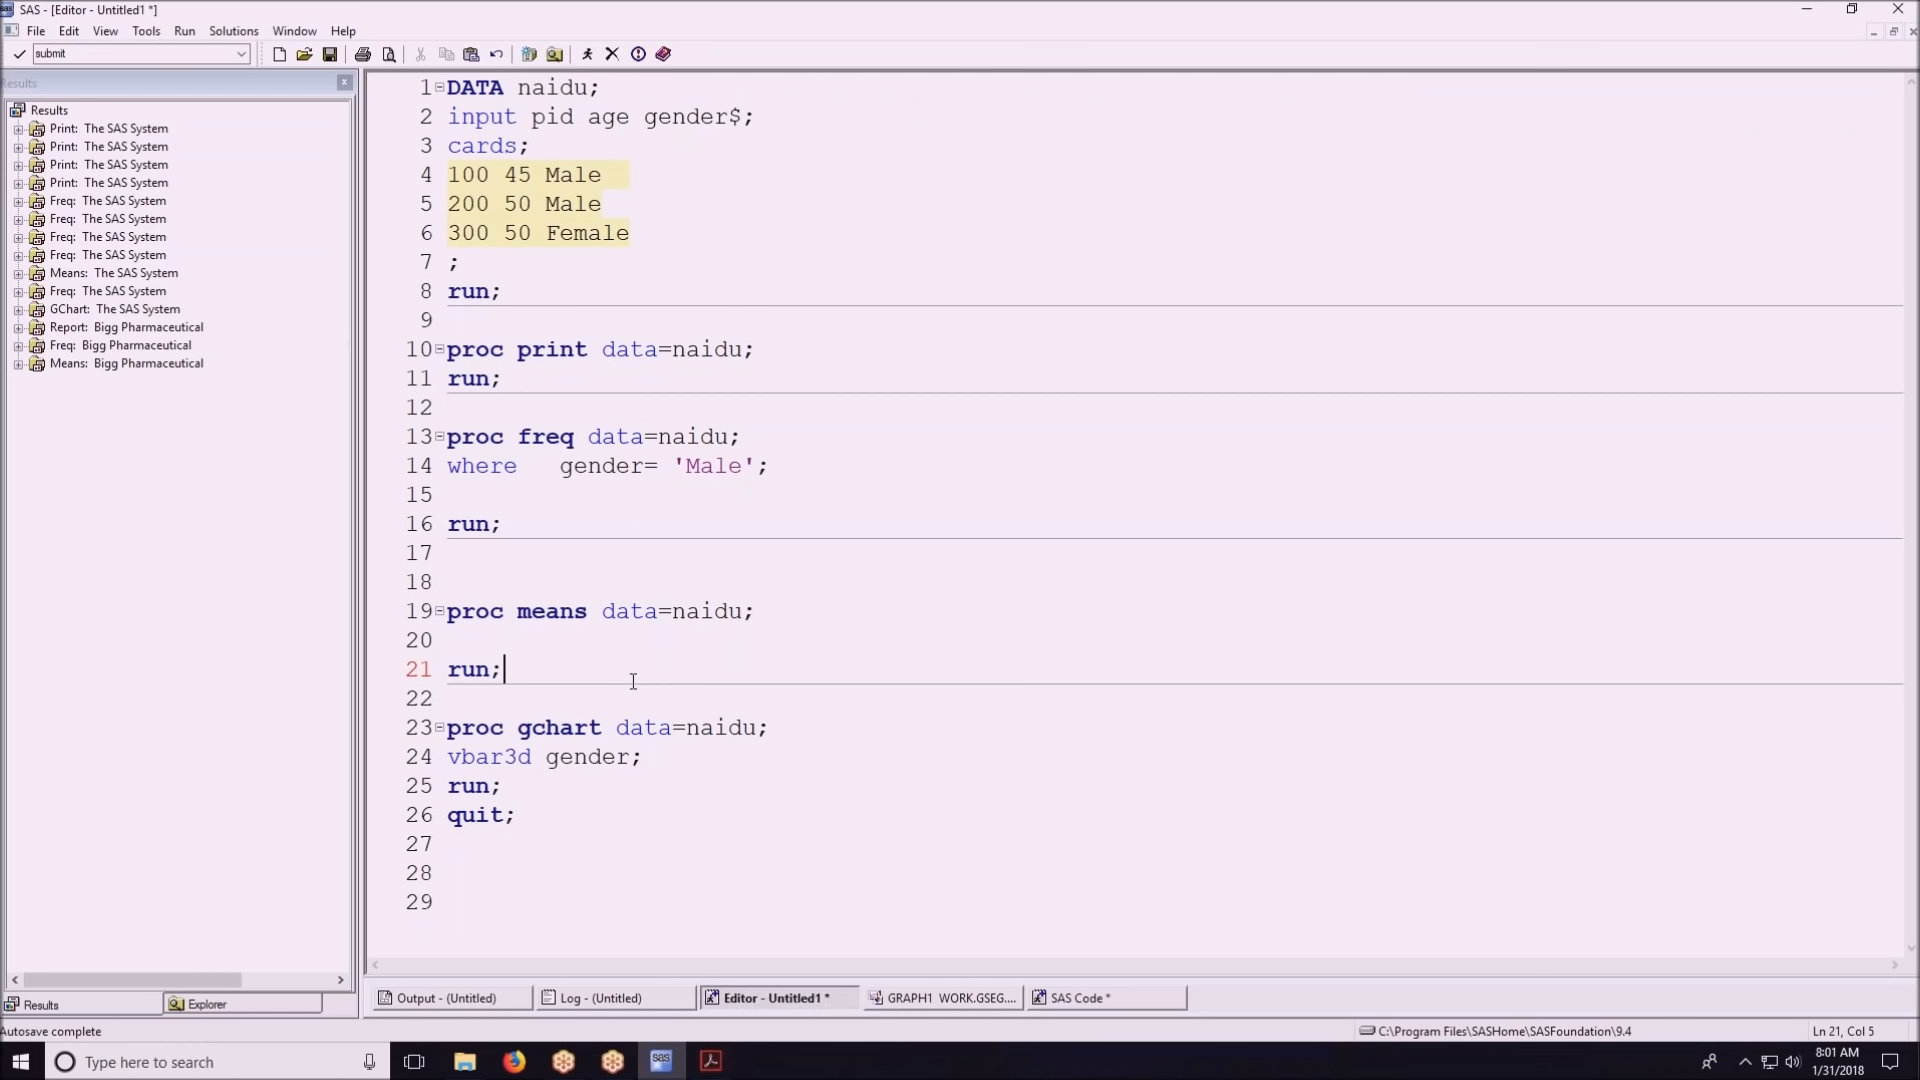 SAS - [Editor - Untitled1 *]
File Edit View Tools Run Solutions Window Help
submit
Results
Results
Print: The SAS System
Print: The SAS System
Print: The SAS System
Print: The SAS System
Freq: The SAS System
Freq: The SAS System
Freq: The SAS System
Freq: The SAS System
Means: The SAS System
Freq: The SAS System
GChart: The SAS System
Report: Bigg Pharmaceutical
Freq: Bigg Pharmaceutical
Means: Bigg Pharmaceutical
1 DATA naidu;
2 input pid age gender$;
3 cards;
4 100 45 Male
5 200 50 Male
6 300 50 Female
7 ;
8 run;
9
10 proc print data=naidu;
11 run;
12
13 proc freq data=naidu;
14 where   gender= 'Male';
15
16 run;
17
18
19 proc means data=naidu;
20
21 run;
22
23 proc gchart data=naidu;
24 vbar3d gender;
25 run;
26 quit;
27
28
29
Results Explorer
Output - (Untitled) Log - (Untitled) Editor - Untitled1 * GRAPH1 WORK.GSEG.... SAS Code *
Autosave complete C:\Program Files\SASHome\SASFoundation\9.4 Ln 21, Col 5
Type here to search
sas
8:01 AM
1/31/2018